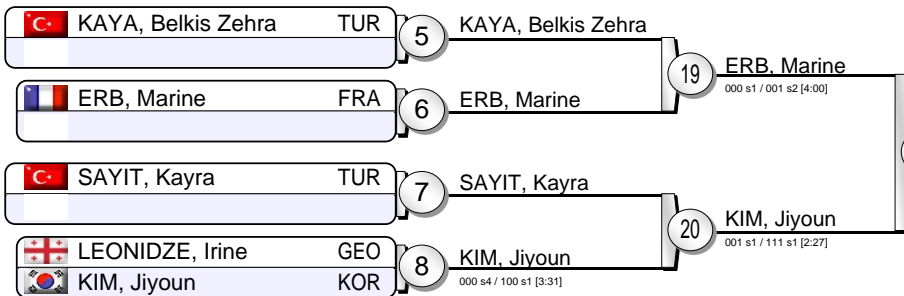 KAYA, Belkis Zehra TUR
5
KAYA, Belkis Zehra
19
ERB, Marine
000 s1 / 001 s2 [4:00]
ERB, Marine FRA
6
ERB, Marine
SAYIT, Kayra TUR
7
SAYIT, Kayra
20
KIM, Jiyoun
001 s1 / 111 s1 [2:27]
LEONIDZE, Irine GEO
KIM, Jiyoun KOR
8
KIM, Jiyoun
000 s4 / 100 s1 [3:31]